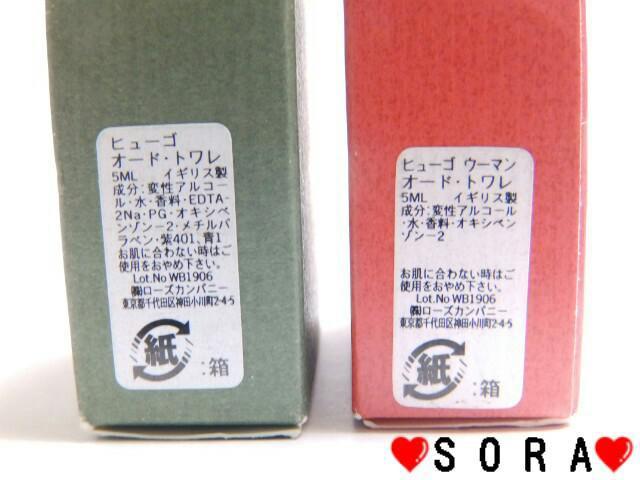 ヒューゴ
オード・トワレ
5ML イギリス製
成分:変性アルコー
ル・水・香料・EDTA-
2Na・PG・オキシベ
ンゾン-2・メチルパ
ラベン・紫401、青1
お肌に合わない時はご
使用をおやめ下さい。
Lot.No WB1906
㈱ローズカンパニー
東京都千代田区神田小川町2-4-5
紙
:箱
ヒューゴ ウーマン
オード・トワレ
5ML イギリス製
成分:変性アルコール
・水・香料・オキシベン
ゾン-2
お肌に合わない時はご
使用をおやめ下さい。
Lot.No WB1906
㈱ローズカンパニー
東京都千代田区神田小川町2-4-5
紙
:箱
❤SORA❤